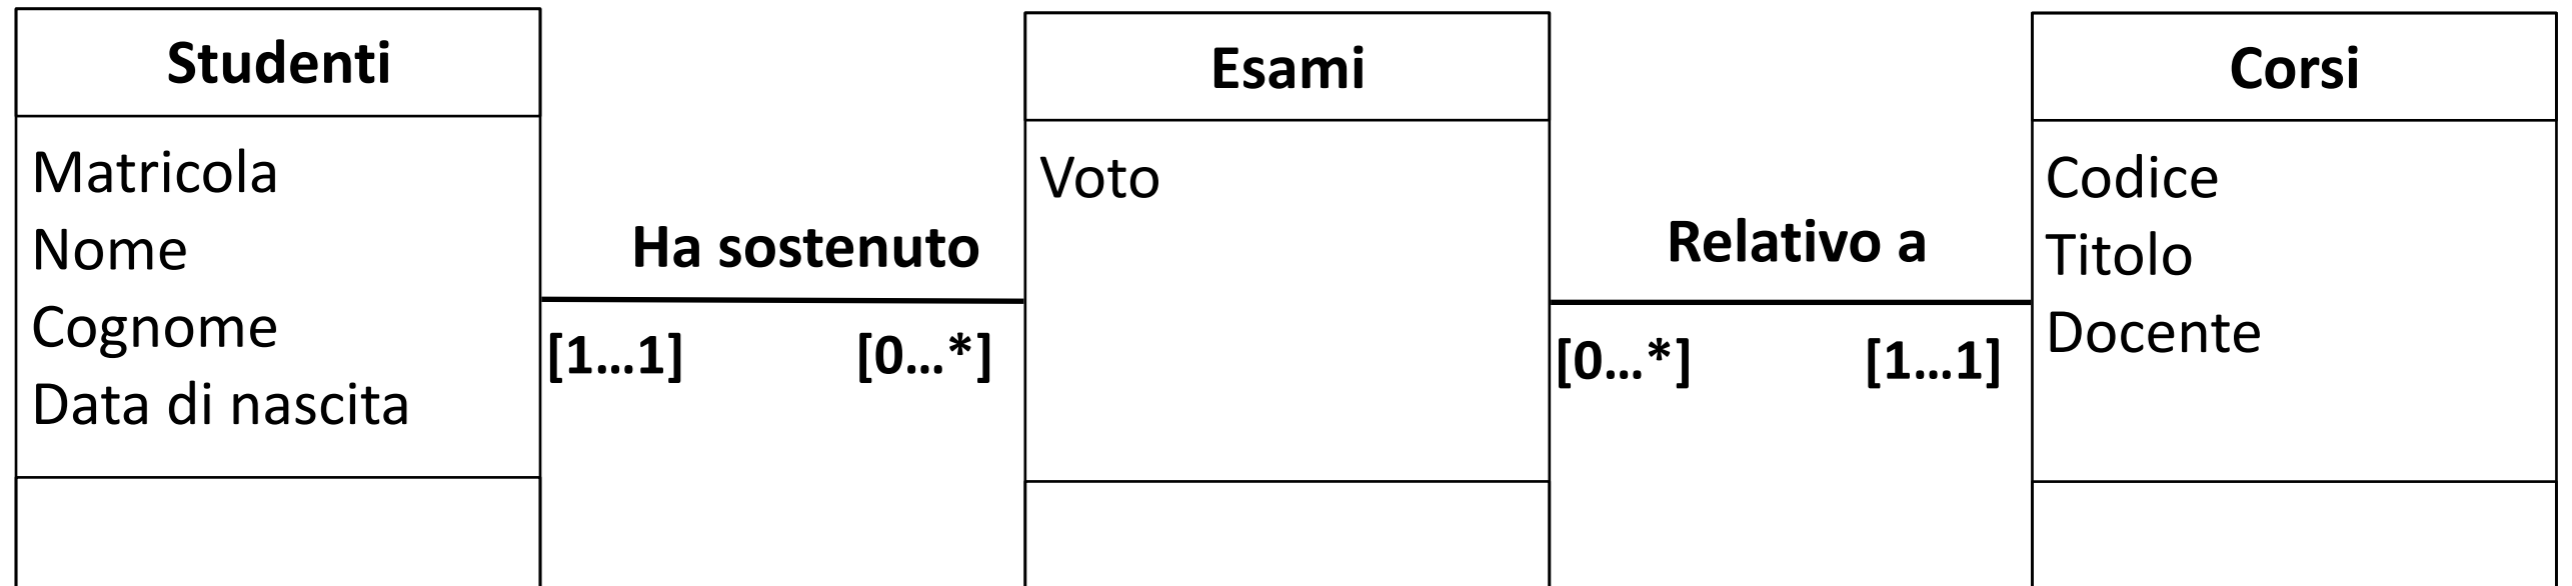 Studenti
Matricola
Nome
Cognome
Data di nascita
Ha sostenuto
[1...1]
[0...*]
Esami
Voto
Relativo a
[0...*]
[1...1]
Corsi
Codice
Titolo
Docente